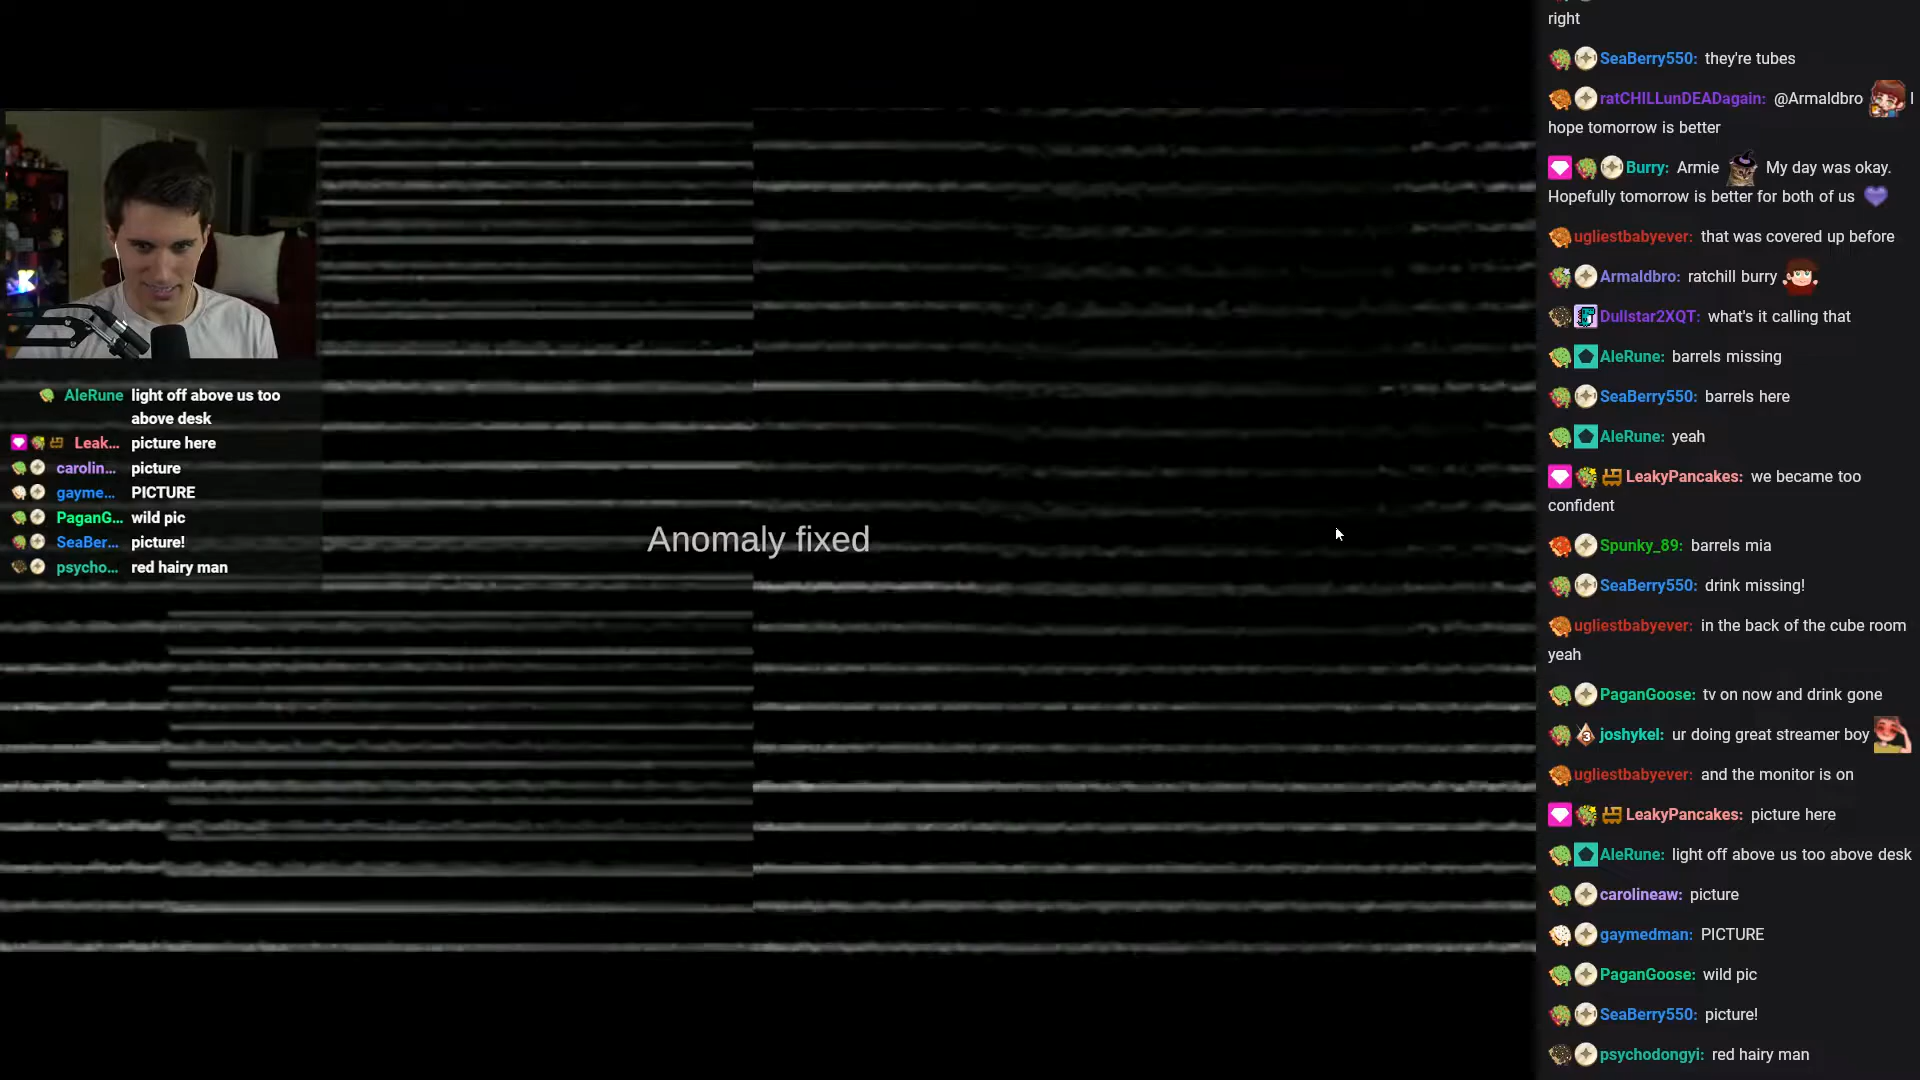 AleRune light off above us too
above desk
Leak... picture here
carolin... picture
gayme... PICTURE
PaganG... wild pic
SeaBer... picture!
psycho... red hairy man
Anomaly fixed
right
SeaBerry550: they're tubes
ratCHILLunDEADagain: @Armaldbro I
hope tomorrow is better
Burry: Armie My day was okay.
Hopefully tomorrow is better for both of us
ugliestbabyever: that was covered up before
Armaldbro: ratchill burry
Dullstar2XQT: what's it calling that
AleRune: barrels missing
SeaBerry550: barrels here
AleRune: yeah
LeakyPancakes: we became too
confident
Spunky_89: barrels mia
SeaBerry550: drink missing!
ugliestbabyever: in the back of the cube room
yeah
PaganGoose: tv on now and drink gone
joshykel: ur doing great streamer boy
ugliestbabyever: and the monitor is on
LeakyPancakes: picture here
AleRune: light off above us too above desk
carolineaw: picture
gaymedman: PICTURE
PaganGoose: wild pic
SeaBerry550: picture!
psychodongyi: red hairy man